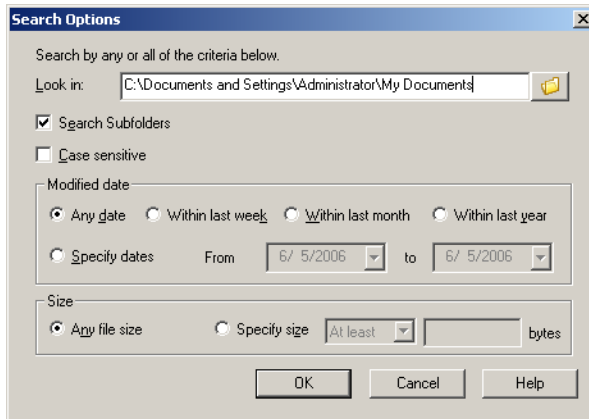 Search Options
Search by any or all of the criteria below.
Look in: C:\Documents and Settings\Administrator\My Documents
Search Subfolders
Case sensitive
Modified date
Any date Within last week Within last month Within last year
Specify dates From 6/ 5/2006 to 6/ 5/2006
Size
Any file size Specify size At least bytes
OK Cancel Help